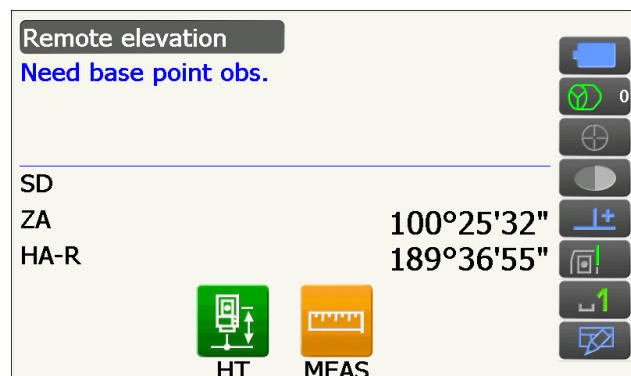 Remote elevation
Need base point obs.
0
SD
ZA 100°25'32"
HA-R 189°36'55"
1
HT MEAS